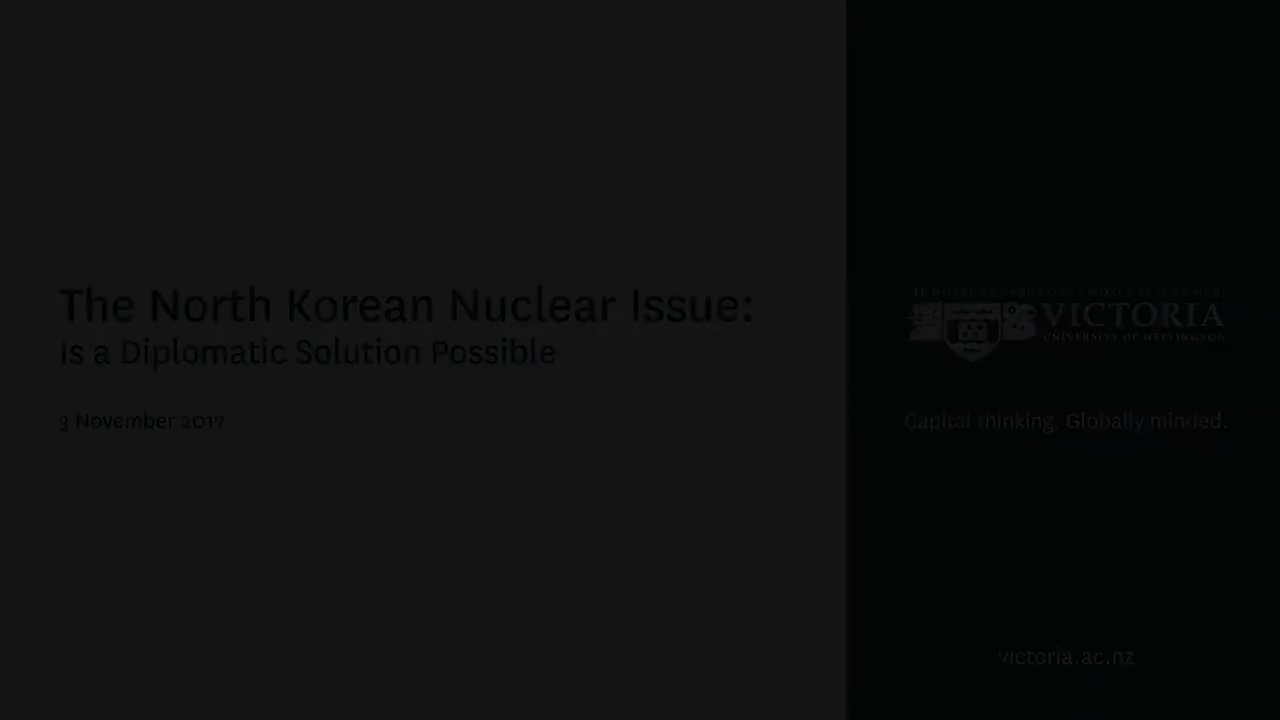 The North Korean Nuclear Issue:
Is a Diplomatic Solution Possible
3 November 2017
VICTORIA
UNIVERSITY OF WELLINGTON
Capital thinking. Globally minded.
victoria.ac.nz